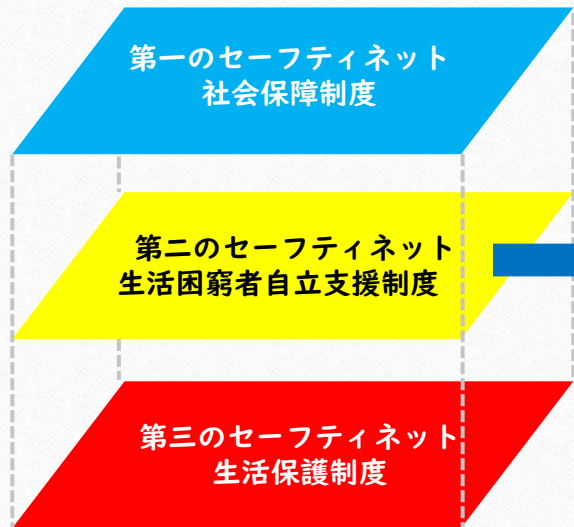 第一のセーフティネット
社会保障制度
第二のセーフティネット
生活困窮者自立支援制度
第三のセーフティネット
生活保護制度